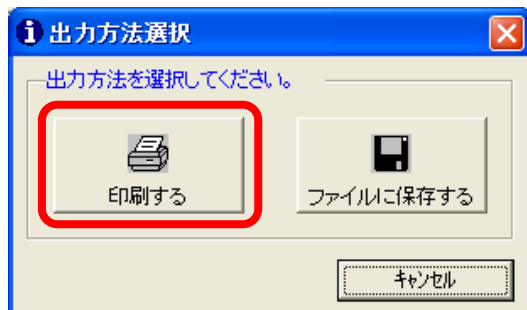 出力方法選択
出力方法を選択してください。
印刷する
ファイルに保存する
キャンセル